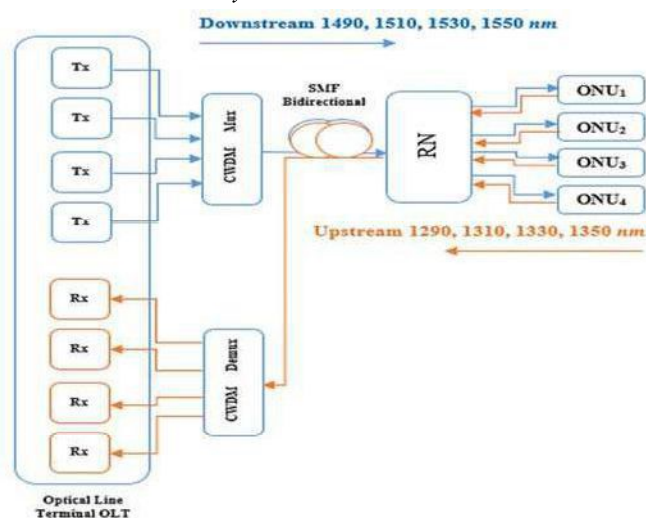 Downstream 1490, 1510, 1530, 1550 nm
Tx
Tx
Tx
Tx
CWDM Mux
SMF
Bidirectional
RN
ONU1
ONU2
ONU3
ONU4
Upstream 1290, 1310, 1330, 1350 nm
Rx
Rx
Rx
Rx
CWDM Demux
Optical Line
Terminal OLT